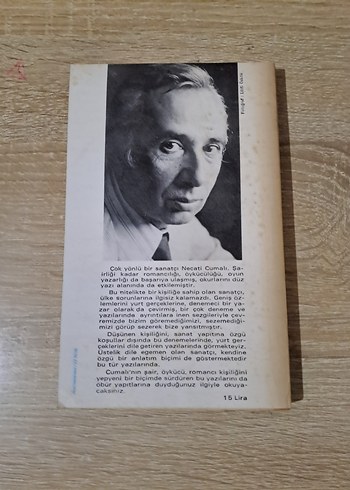 Fotoğraf : Lütfi Özkök
Çok yönlü bir sanatçı Necati Cumalı. Şa-
irliği kadar romancılığı, öykücülüğü, oyun
yazarlığı da başarıya ulaşmış, okurlarını düz
yazı alanında da etkilemiştir.
Bu nitelikte bir kişiliğe sahip olan sanatçı,
ülke sorunlarına ilgisiz kalamazdı. Geniş öz-
lemlerini yurt gerçeklerine, denemeci bir ya-
zar olarak da çevirmiş, bir çok deneme ve
yazılarında ayrıntılara inen sezgileriyle çev-
remizde bizim göremediğimizi, sezemediği-
mizi görüp sezerek bize yansıtmıştır.
Düşünen kişiliğini, sanat yapıtına özgü
koşullar dışında bu denemelerinde, yurt ger-
çeklerini dile getiren yazılarında görmekteyiz.
Üstelik dile egemen olan sanatçı, kendine
özgü bir anlatım biçimi de göstermektedir
bu tür yazılarında.
Cumalı'nın şair, öykücü, romancı kişiliğini
yepyeni bir biçimde sürdüren bu yazılarını da
öbür yapıtlarına duyduğunuz ilgiyle okuya-
caksınız.
15 Lira